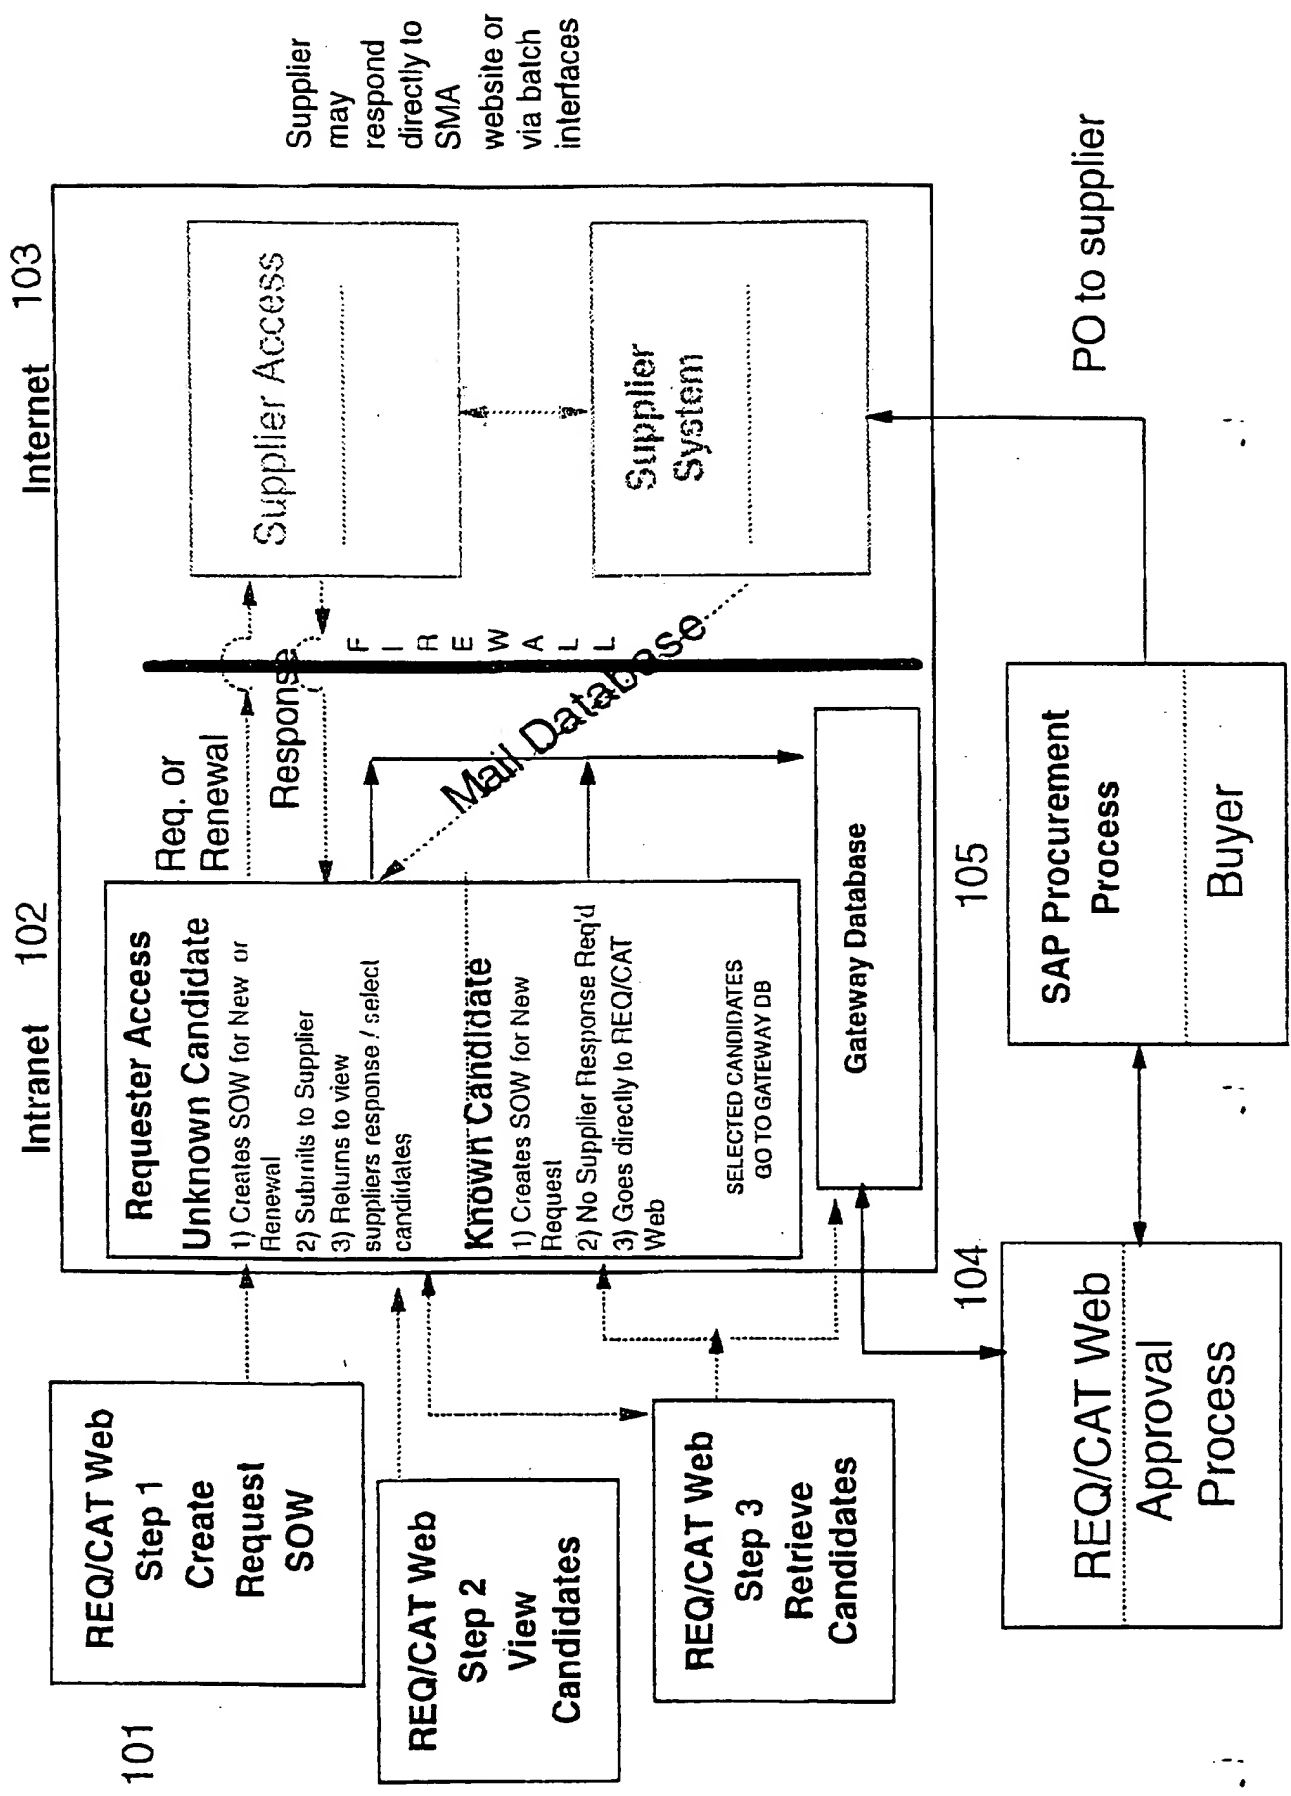 101
REQ/CAT Web
Step 1
Create
Request
SOW
REQ/CAT Web
Step 2
View
Candidates
REQ/CAT Web
Step 3
Retrieve
Candidates
Intranet 102
Requester Access
Unknown Candidate
1) Creates SOW for New or
Renewal
2) Submits to Supplier
3) Returns to view
suppliers response / select
candidates
Known Candidate
1) Creates SOW for New
Request
2) No Supplier Response Req'd
3) Goes directly to REQ/CAT
Web
SELECTED CANDIDATES
GO TO GATEWAY DB
Gateway Database
Req. or
Renewal
Response
Mail Database
FIREWALL
Internet 103
Supplier Access
Supplier
System
Supplier
may
respond
directly to
SMA
website or
via batch
interfaces
104
REQ/CAT Web
Approval
Process
105
SAP Procurement
Process
Buyer
PO to supplier